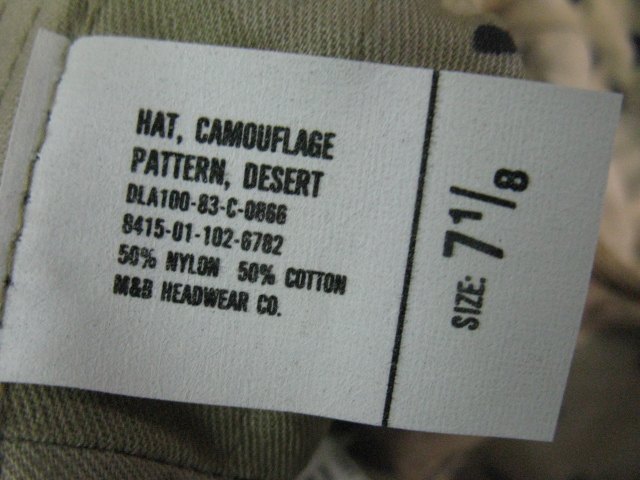 HAT, CAMOUFLAGE
PATTERN, DESERT
DLA100-83-C-0866
8415-01-102-6782
50% NYLON 50% COTTON
M&B HEADWEAR CO.
SIZE: 7 1/8